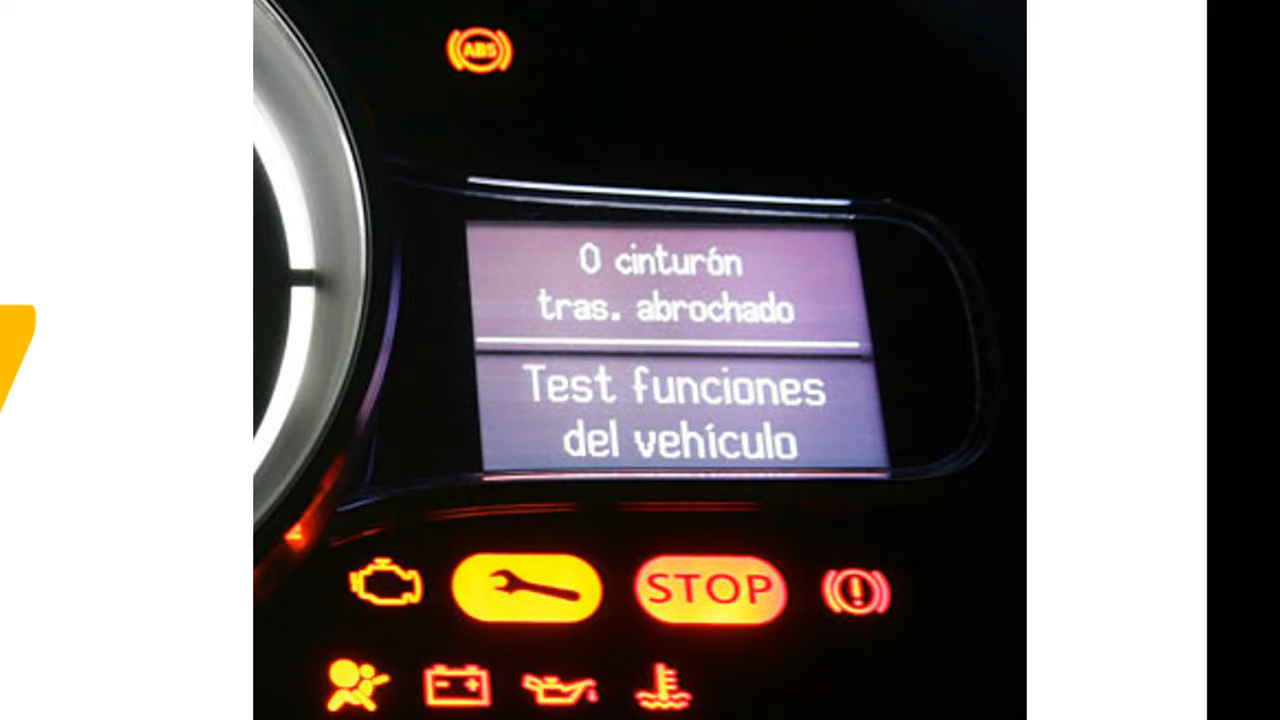 ABS
0 cinturón
tras. abrochado
Test funciones
del vehículo
STOP